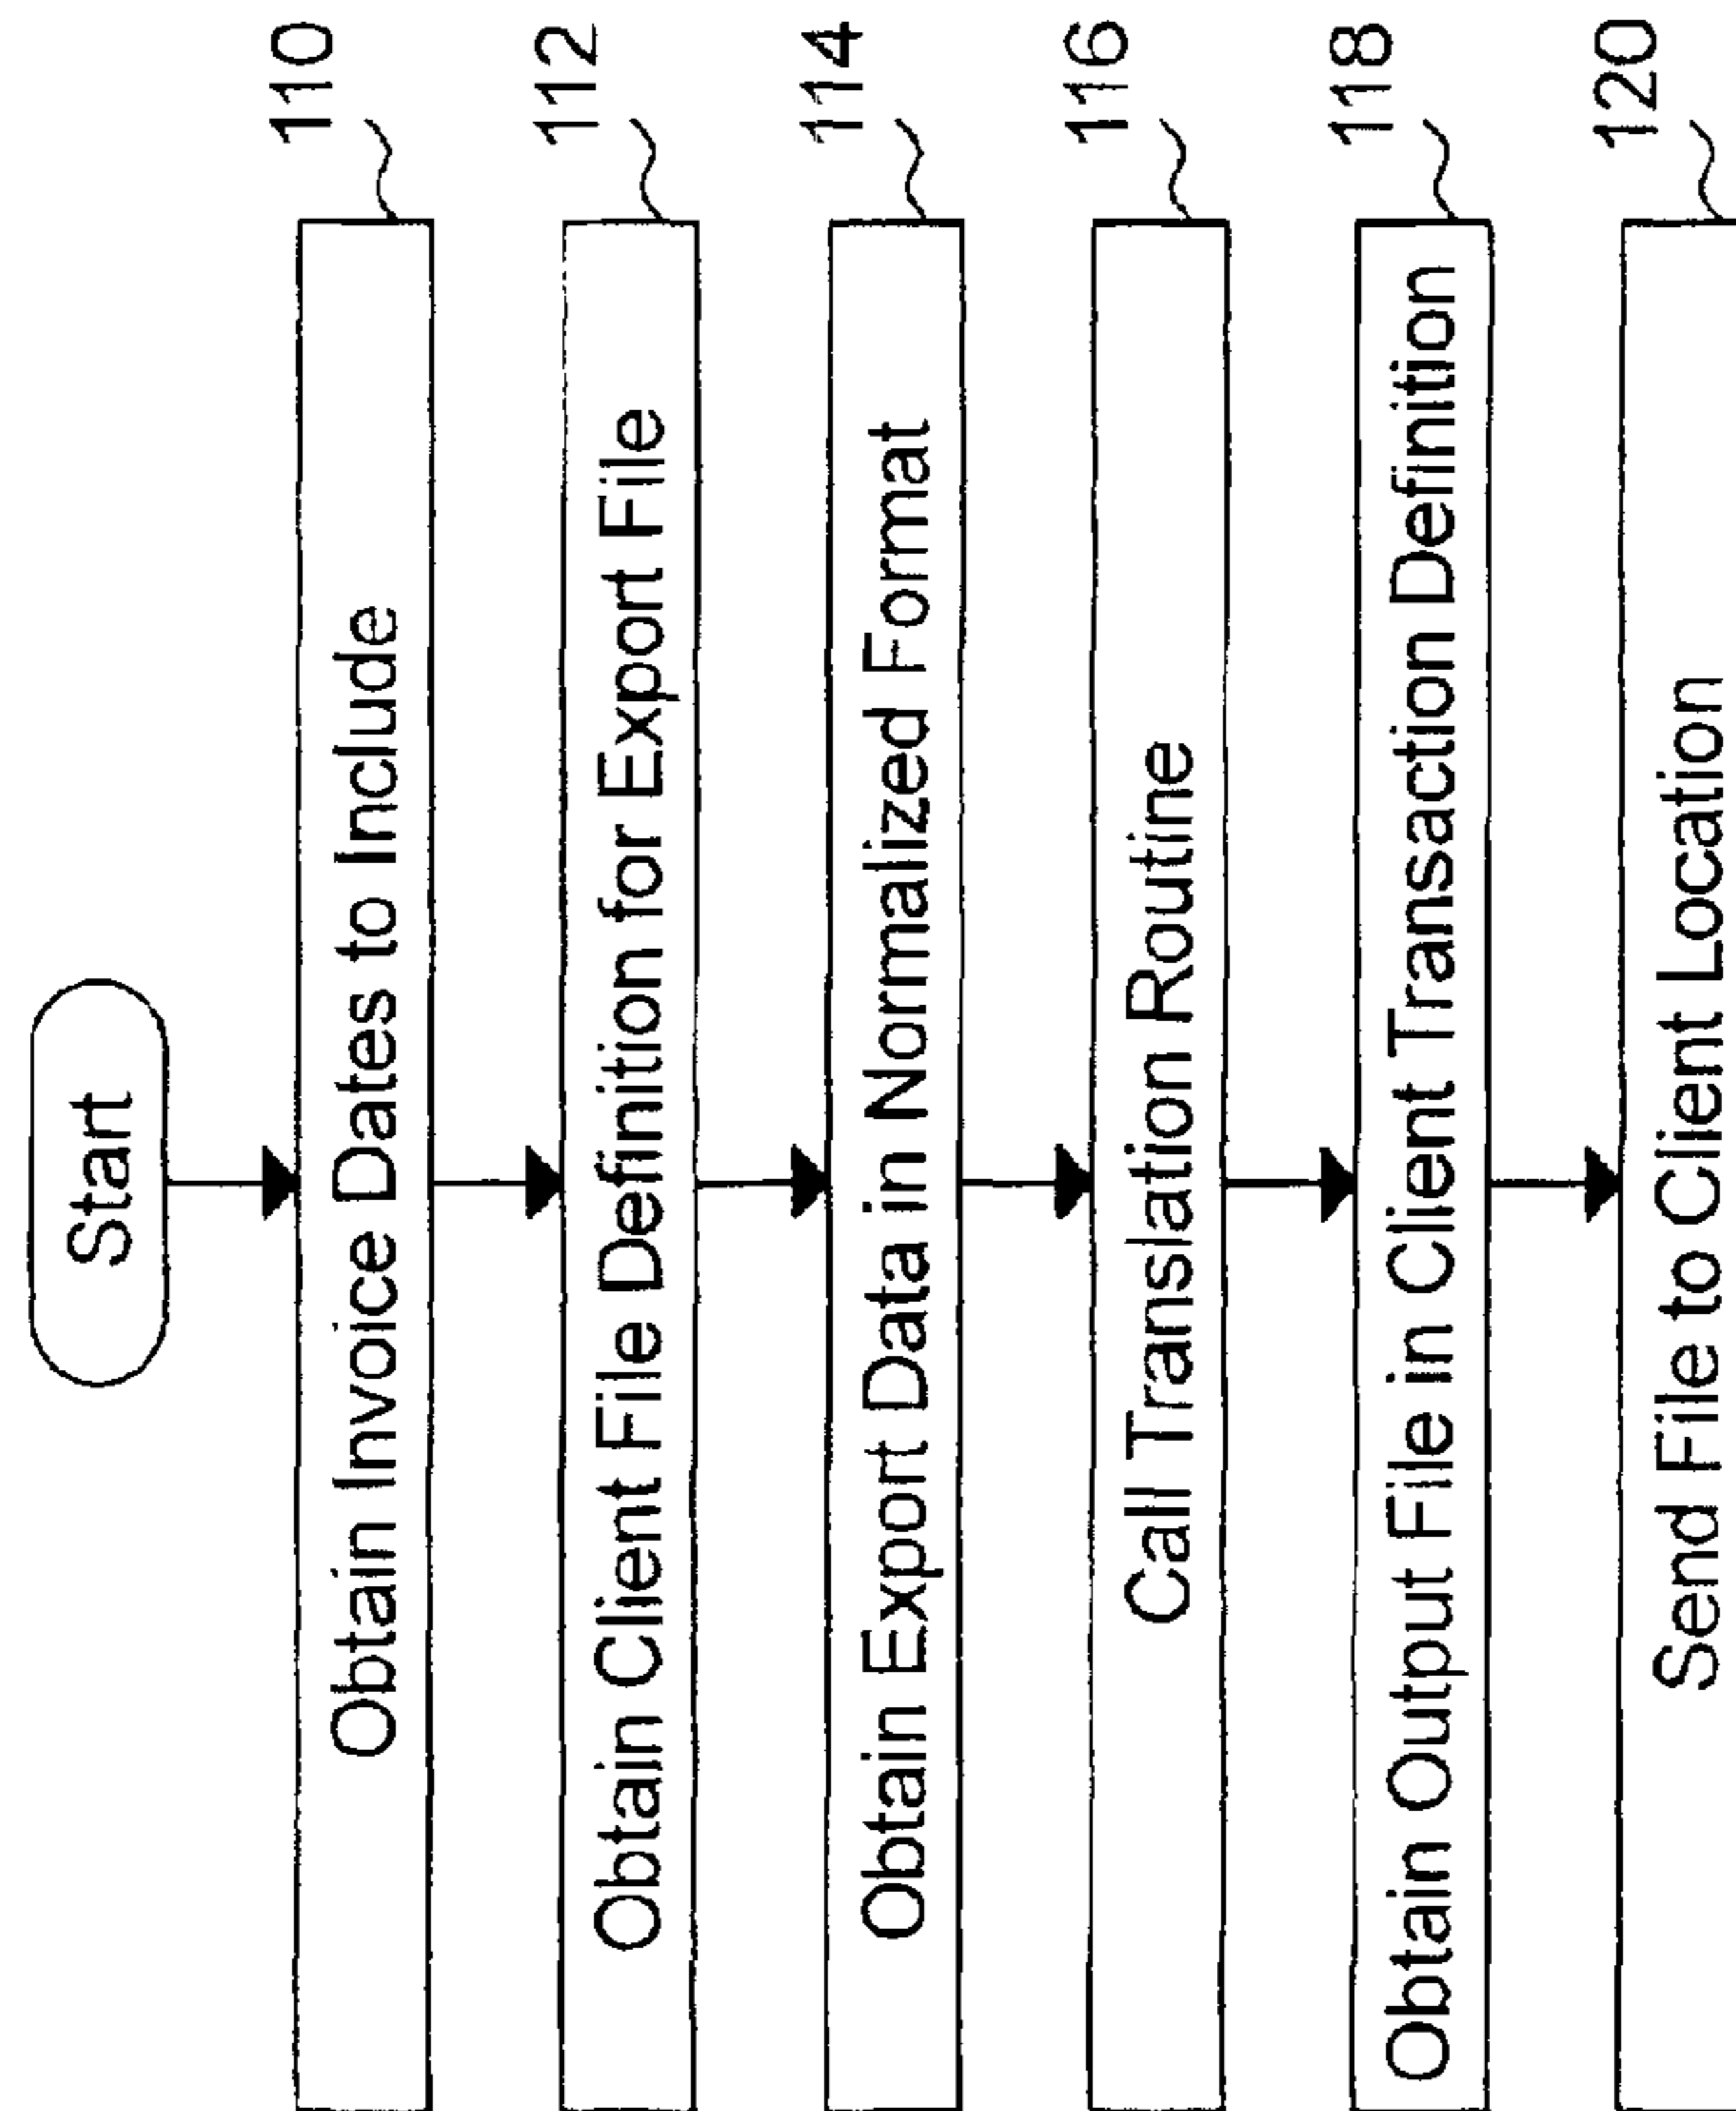 Start
Obtain Invoice Dates to Include
110
Obtain Client File Definition for Export File
112
Obtain Export Data in Normalized Format
114
Call Translation Routine
116
Obtain Output File in Client Transaction Definition
118
Send File to Client Location
120